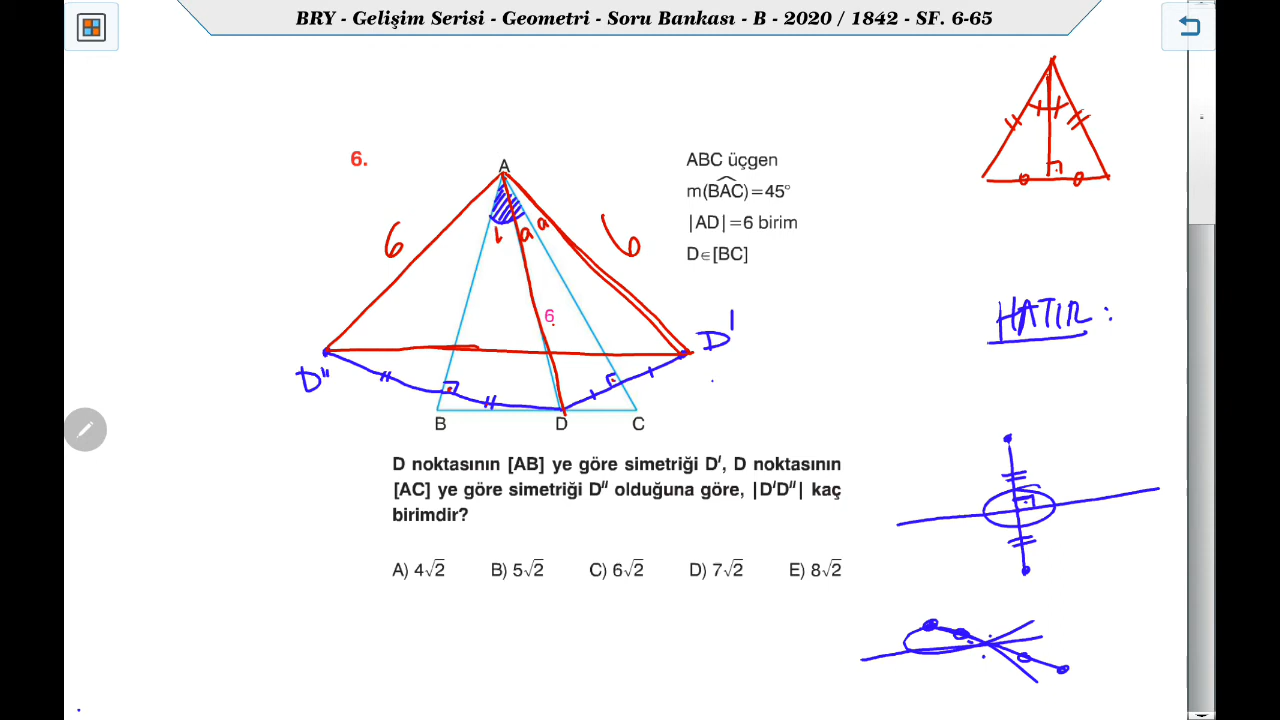 BRY - Gelişim Serisi - Geometri - Soru Bankası - B - 2020 / 1842 - SF. 6-65
6.
A
ABC üçgen
m(BAC)=45°
|AD|=6 birim
D∈[BC]
6
6
a
a
6
HATIR:
D'
D''
B
D
C
D noktasının [AB] ye göre simetriği D', D noktasının
[AC] ye göre simetriği D'' olduğuna göre, |D'D''| kaç
birimdir?
A) 4√2 B) 5√2 C) 6√2 D) 7√2 E) 8√2